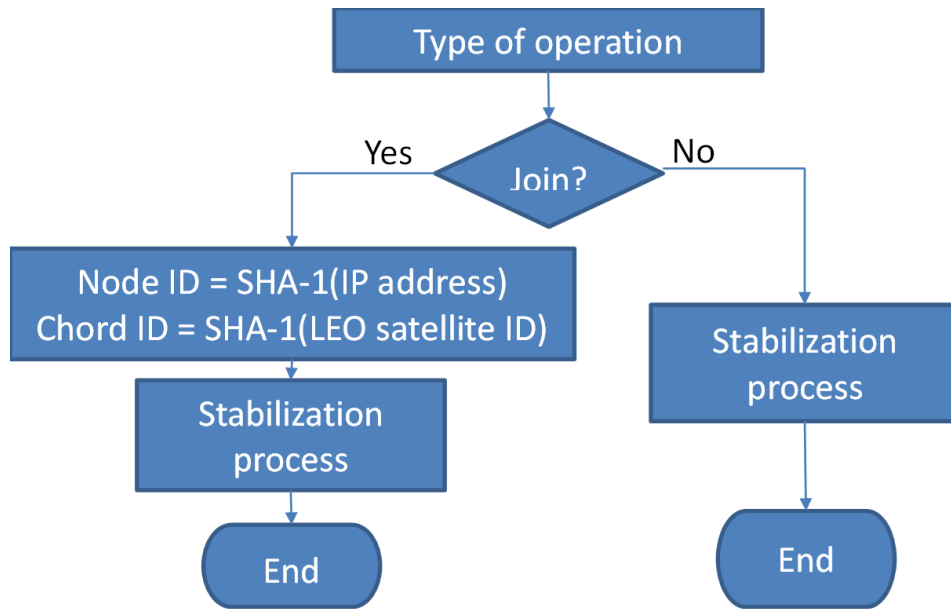 Type of operation
Yes
No
Join?
Node ID = SHA-1(IP address)
Chord ID = SHA-1(LEO satellite ID)
Stabilization
process
Stabilization
process
End
End